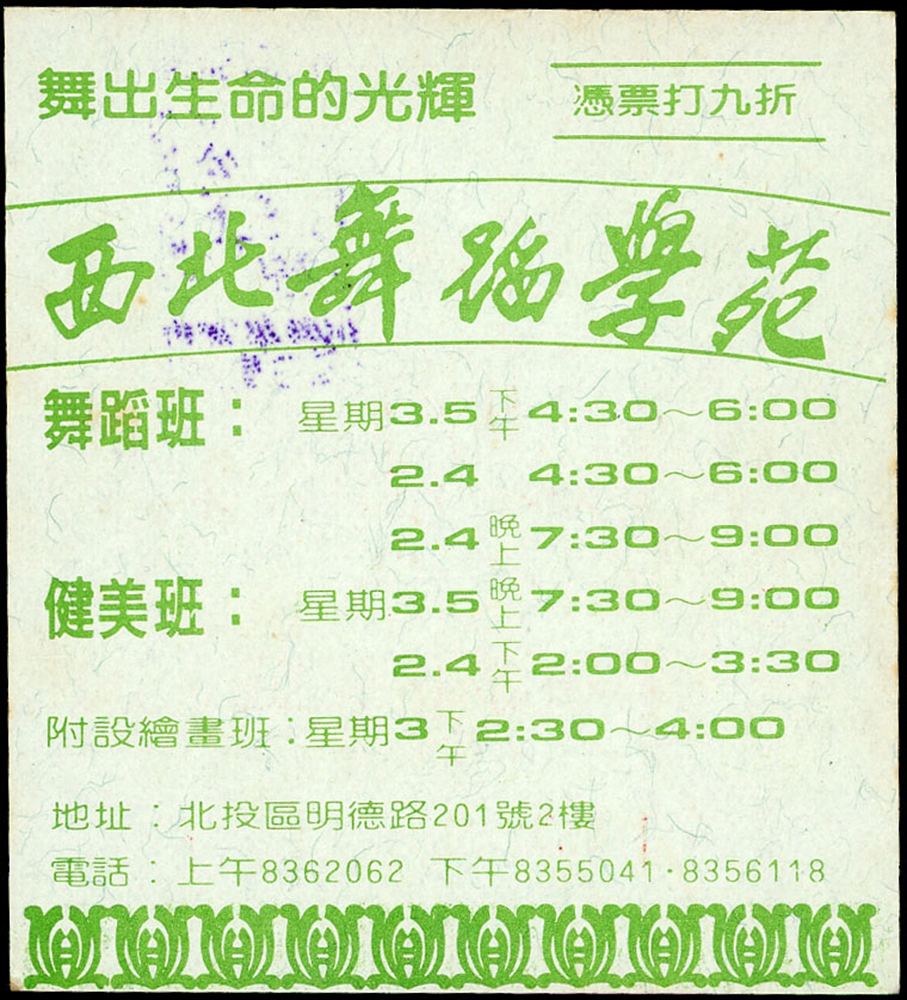 舞出生命的光輝
憑票打九折
西北舞蹈學苑
舞蹈班：星期3.5下午4:30～6:00
2.4 4:30～6:00
2.4晚上7:30～9:00
健美班：星期3.5晚上7:30～9:00
2.4下午2:00～3:30
附設繪畫班：星期3下午2:30～4:00
地址：北投區明德路201號2樓
電話：上午8362062 下午8355041·8356118